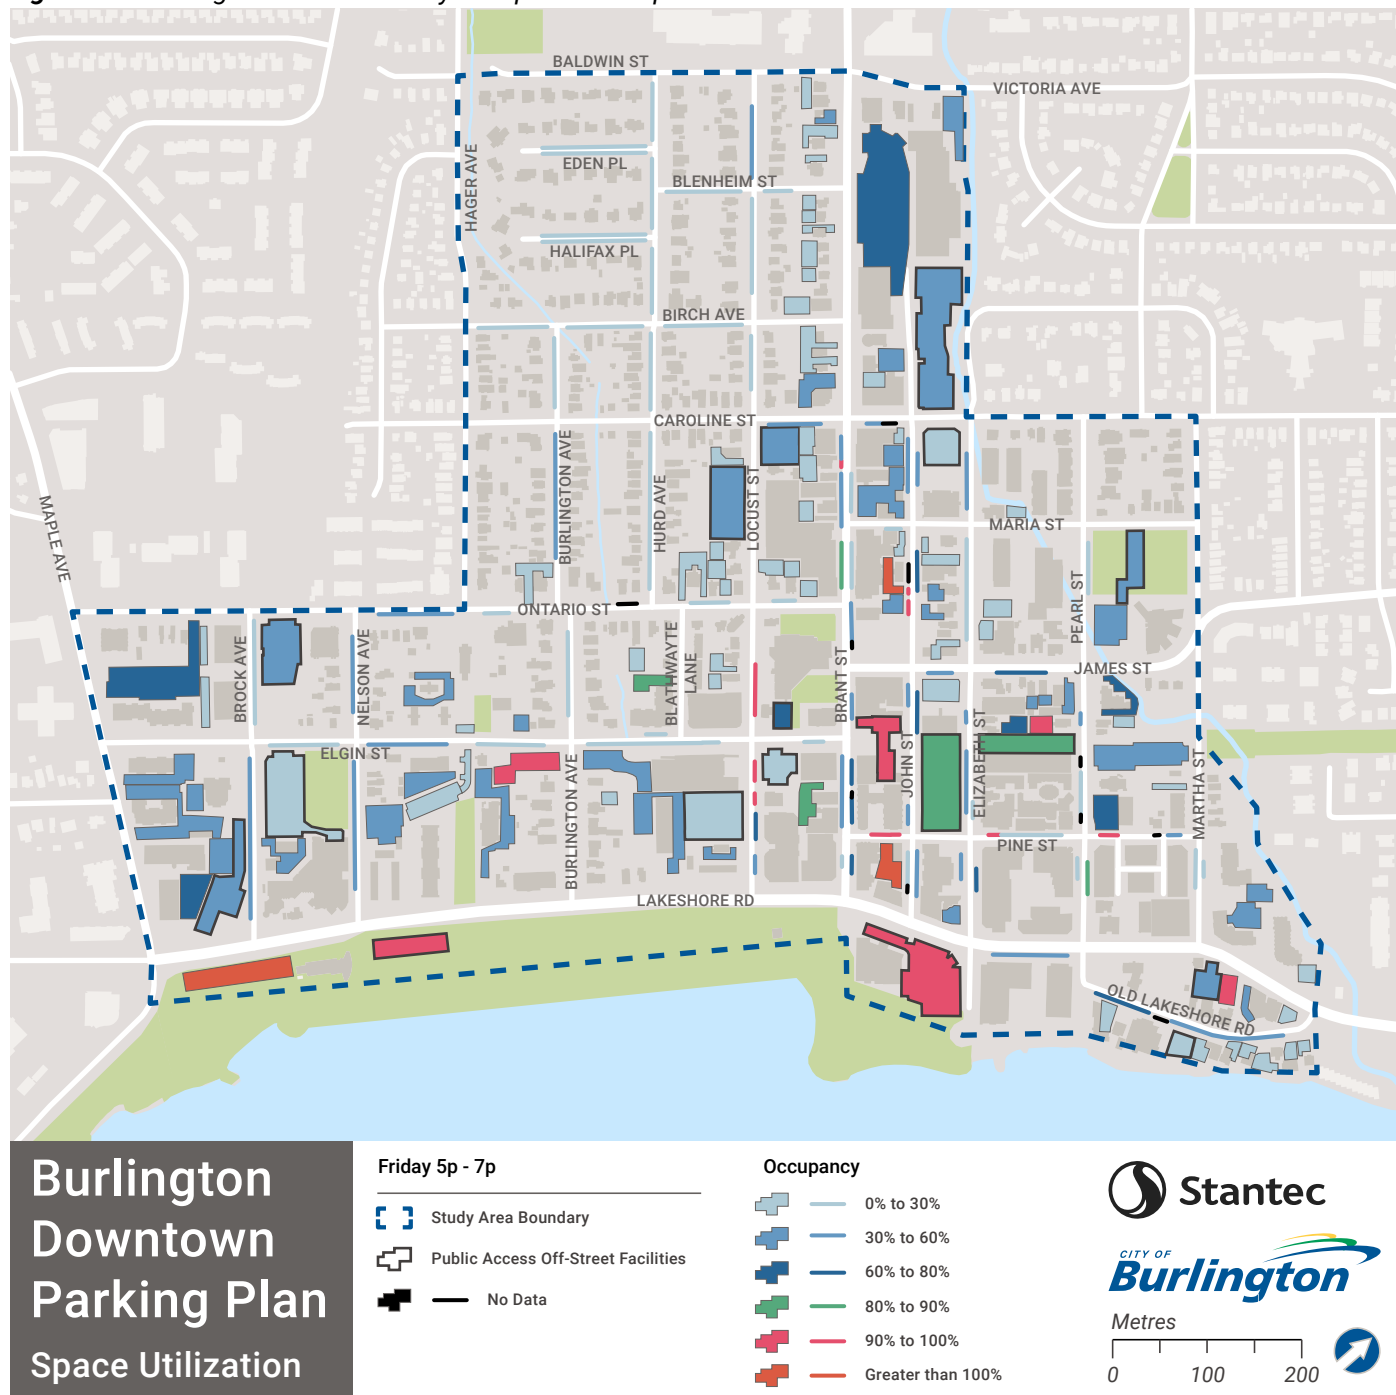 BALDWIN ST
VICTORIA AVE
HAGER AVE
EDEN PL
BLENHEIM ST
HALIFAX PL
BIRCH AVE
CAROLINE ST
MAPLE AVE
BURLINGTON AVE
HURD AVE
LOCUST ST
MARIA ST
PEARL ST
ONTARIO ST
BROCK AVE
NELSON AVE
BLATHWAYTE
LANE
BRANT ST
JAMES ST
JOHN ST
ELIZABETH ST
MARTHA ST
ELGIN ST
BURLINGTON AVE
PINE ST
LAKESHORE RD
OLD LAKESHORE RD
Burlington
Downtown
Parking Plan
Space Utilization
Friday 5p - 7p
Study Area Boundary
Public Access Off-Street Facilities
No Data
Occupancy
0% to 30%
30% to 60%
60% to 80%
80% to 90%
90% to 100%
Greater than 100%
Stantec
CITY OF
Burlington
Metres
0 100 200